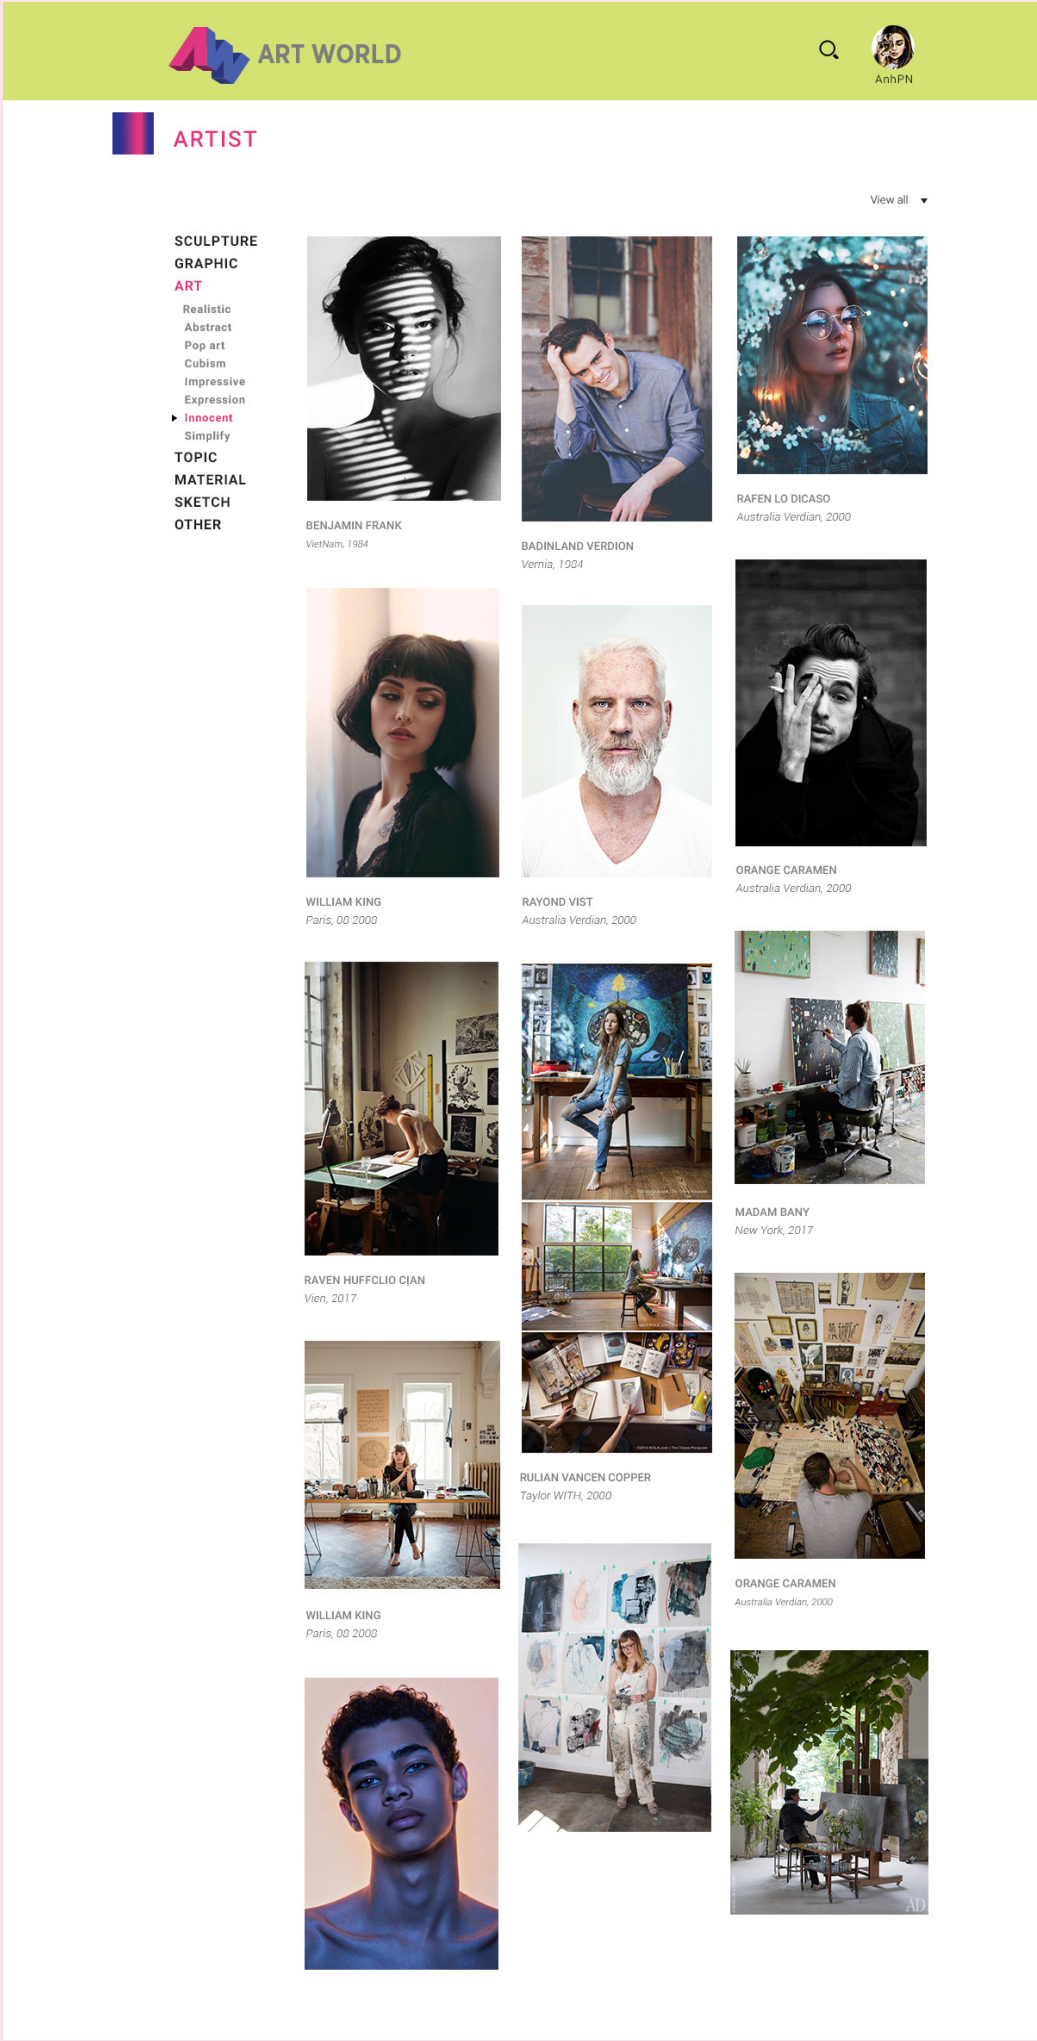 ART WORLD
AnhPN
ARTIST
View all
SCULPTURE
GRAPHIC
ART
Realistic
Abstract
Pop art
Cubism
Impressive
Expression
Innocent
Simplify
TOPIC
MATERIAL
SKETCH
OTHER
BENJAMIN FRANK
VietNam, 1984
BADINLAND VERDION
Vernia, 1984
RAFEN LO DICASO
Australia Verdian, 2000
WILLIAM KING
Paris, 08 2008
RAYOND VIST
Australia Verdian, 2000
ORANGE CARAMEN
Australia Verdian, 2000
RAVEN HUFFCLIO CỊAN
Vien, 2017
RULIAN VANCEN COPPER
Taylor WITH, 2000
MADAM BANY
New York, 2017
WILLIAM KING
Paris, 08 2008
ORANGE CARAMEN
Australia Verdian, 2000
AD